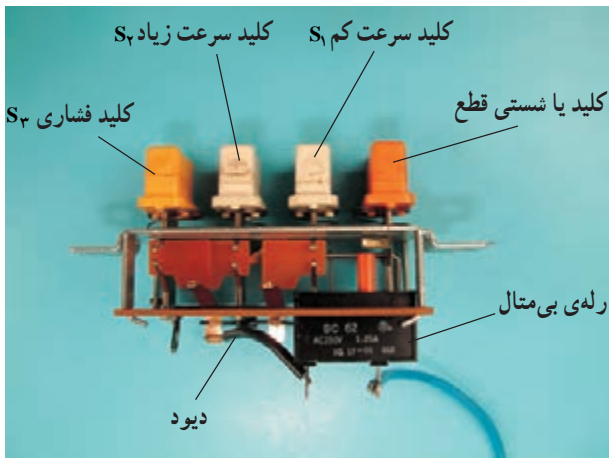 کلید سرعت کم S۱
کلید سرعت زیاد S۲
کلید یا شستی قطع
کلید فشاری S۳
رله‌ی بی‌متال
SC 62
AC250V
دیود